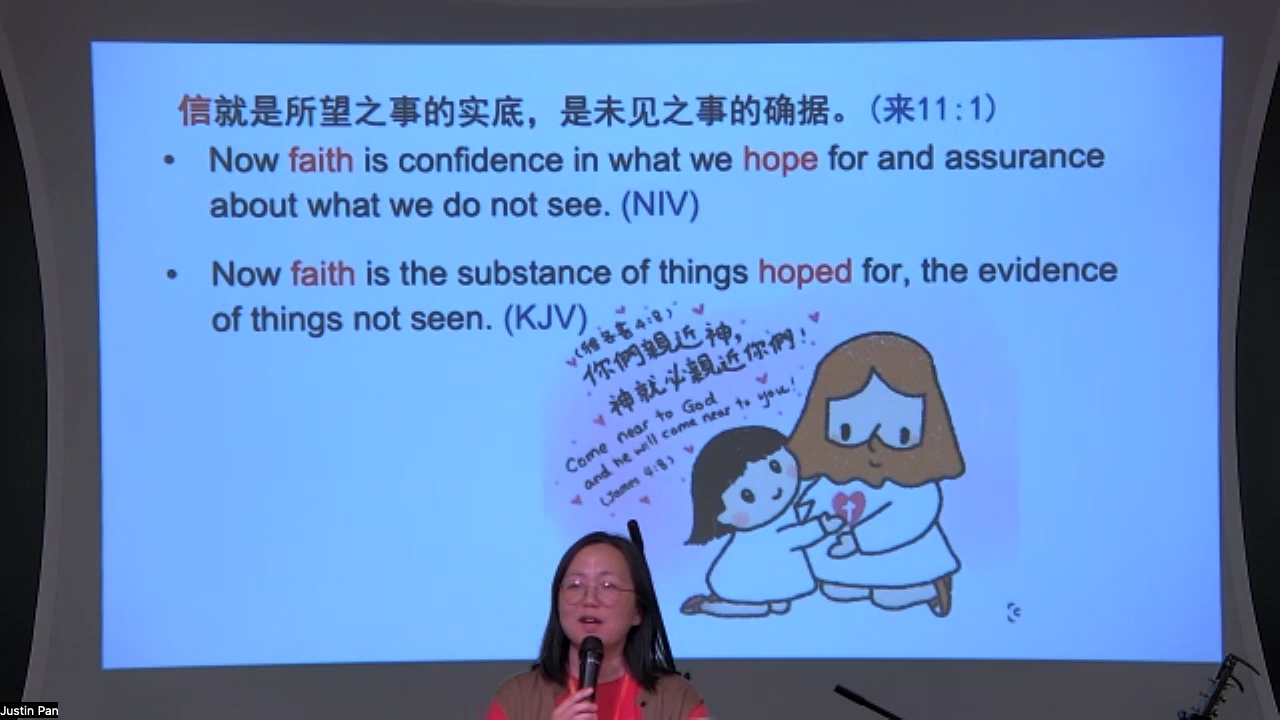 信就是所望之事的实底，是未见之事的确据。(来11:1)
• Now faith is confidence in what we hope for and assurance
about what we do not see. (NIV)
• Now faith is the substance of things hoped for, the evidence
of things not seen. (KJV)
(雅各書4:8)
你們親近神，
神就必親近你們！
Come near to God
and he will come near to you!
(James 4:8)
Justin Pan